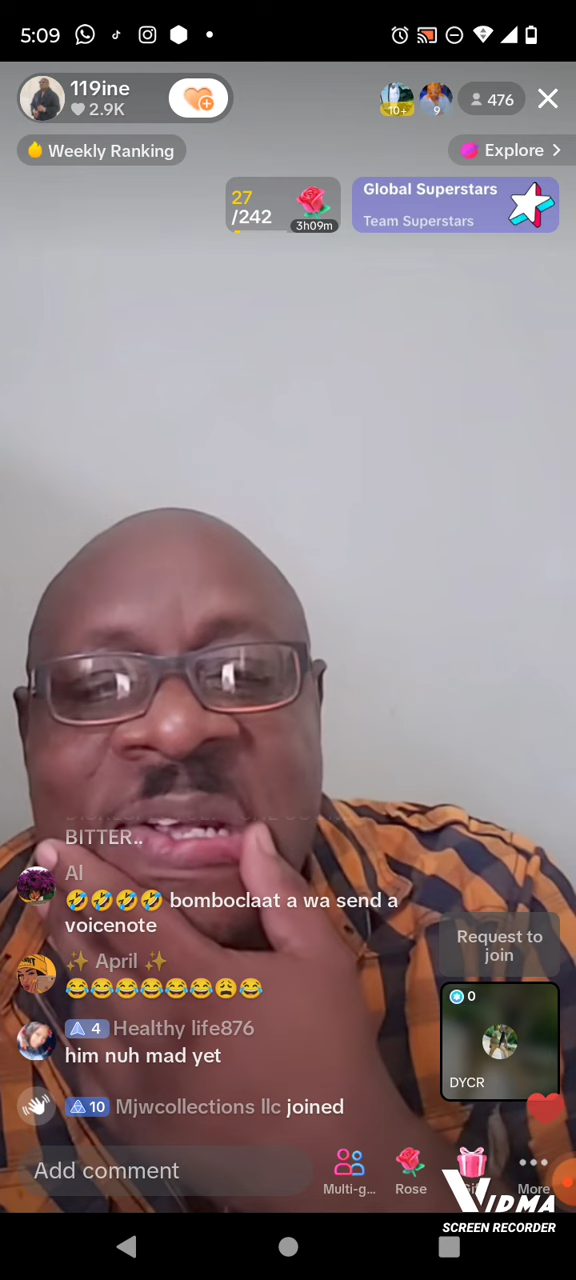 5:09
119ine
2.9K
10+
9
476
Weekly Ranking
Explore
27
/242
3h09m
Global Superstars
Team Superstars
BITTER..
Al
🤣🤣🤣🤣 bomboclaat a wa send a
voicenote
✨ April ✨
😂😂😂😂😂😂😩😂
4 Healthy life876
him nuh mad yet
10 Mjwcollections llc joined
Request to
join
0
DYCR
Add comment
Multi-g...
Rose
More
VIDMA
SCREEN RECORDER